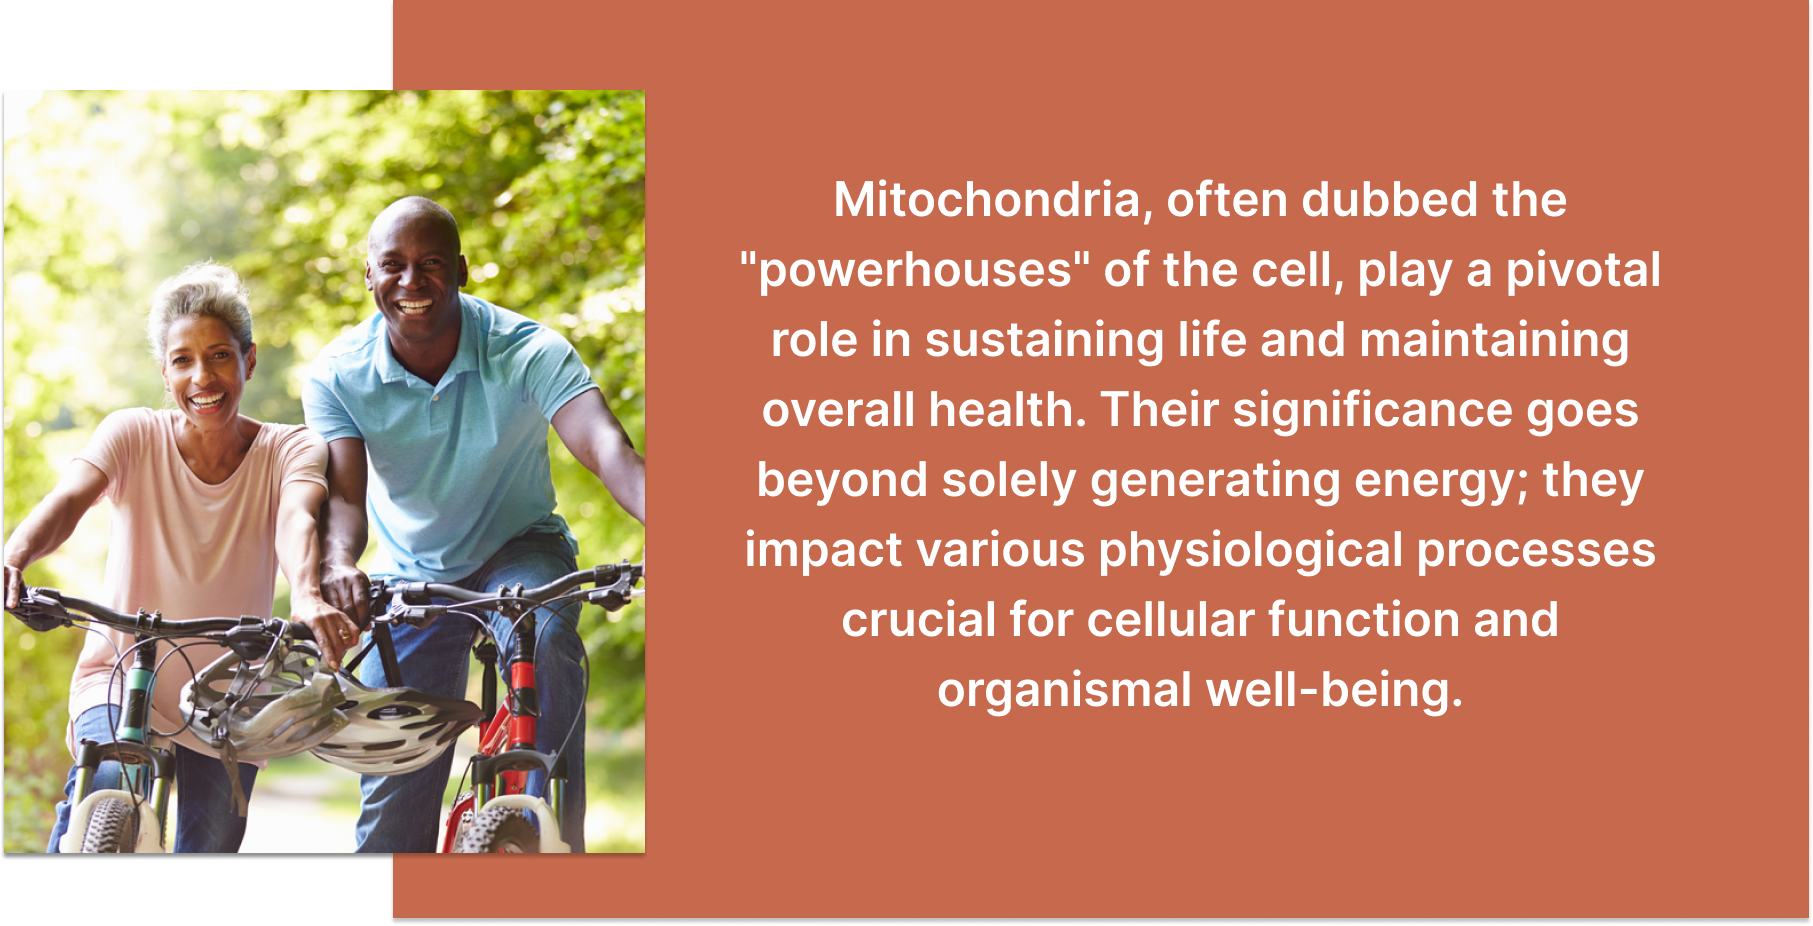 Mitochondria, often dubbed the
"powerhouses" of the cell, play a pivotal
role in sustaining life and maintaining
overall health. Their significance goes
beyond solely generating energy; they
impact various physiological processes
crucial for cellular function and
organismal well-being.